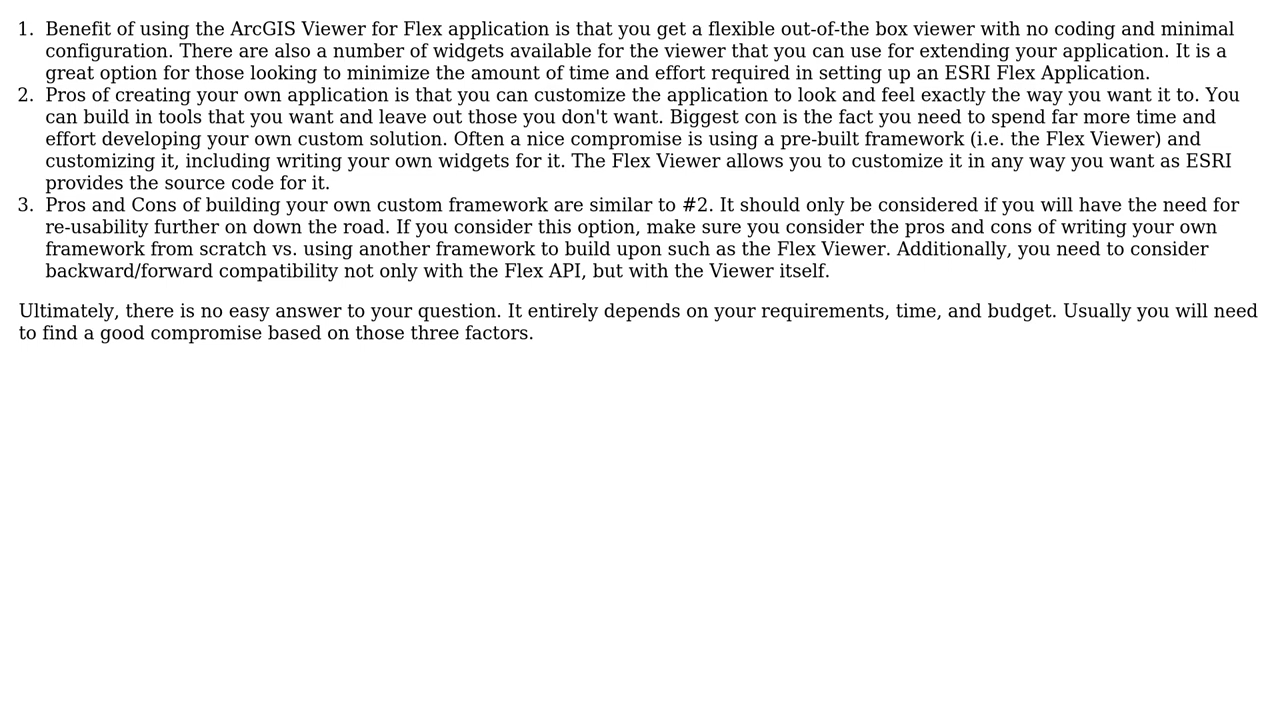 1. Benefit of using the ArcGIS Viewer for Flex application is that you get a flexible out-of-the box viewer with no coding and minimal
configuration. There are also a number of widgets available for the viewer that you can use for extending your application. It is a
great option for those looking to minimize the amount of time and effort required in setting up an ESRI Flex Application.
2. Pros of creating your own application is that you can customize the application to look and feel exactly the way you want it to. You
can build in tools that you want and leave out those you don't want. Biggest con is the fact you need to spend far more time and
effort developing your own custom solution. Often a nice compromise is using a pre-built framework (i.e. the Flex Viewer) and
customizing it, including writing your own widgets for it. The Flex Viewer allows you to customize it in any way you want as ESRI
provides the source code for it.
3. Pros and Cons of building your own custom framework are similar to #2. It should only be considered if you will have the need for
re-usability further on down the road. If you consider this option, make sure you consider the pros and cons of writing your own
framework from scratch vs. using another framework to build upon such as the Flex Viewer. Additionally, you need to consider
backward/forward compatibility not only with the Flex API, but with the Viewer itself.
Ultimately, there is no easy answer to your question. It entirely depends on your requirements, time, and budget. Usually you will need
to find a good compromise based on those three factors.